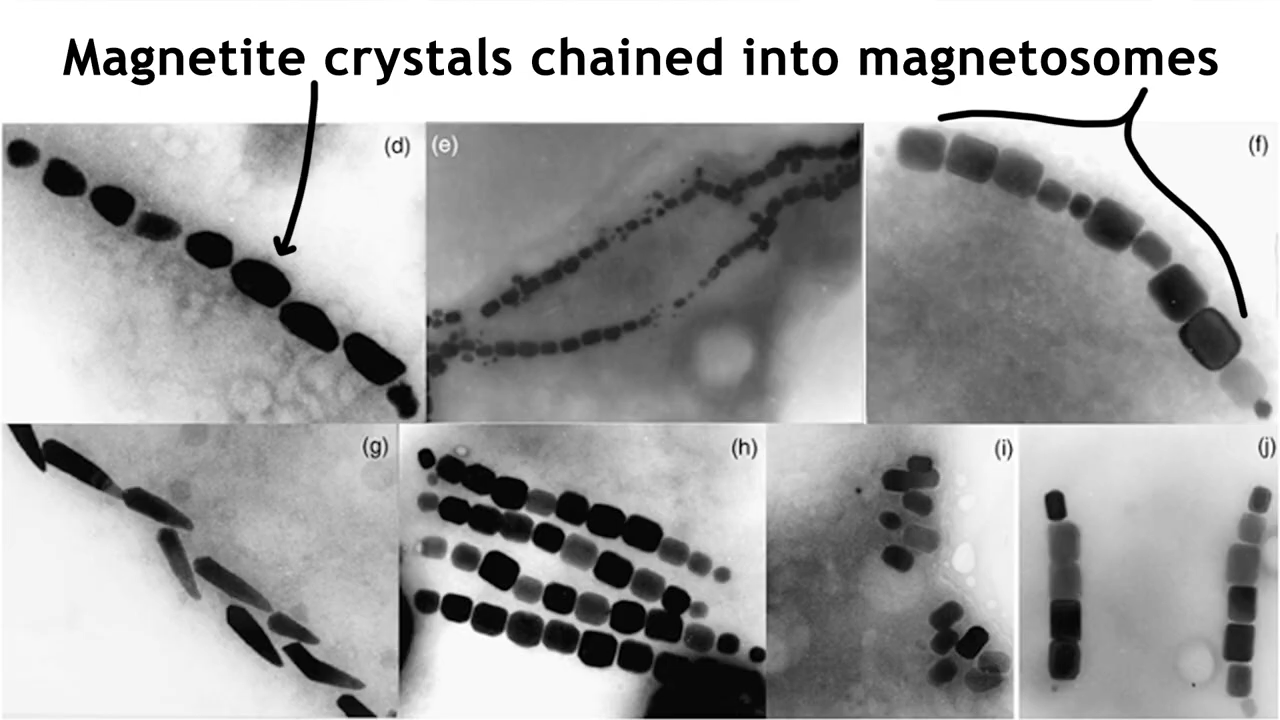 Magnetite crystals chained into magnetosomes
(d)
(e)
(f)
(g)
(h)
(i)
(j)